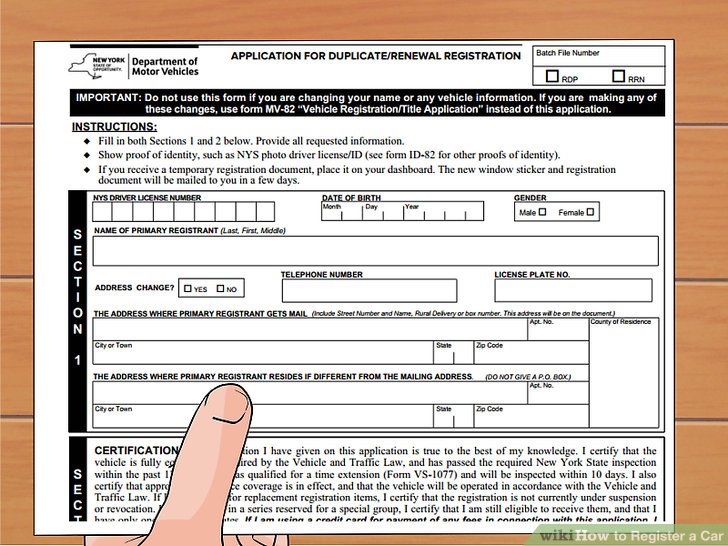 NEW YORK
STATE OF
OPPORTUNITY.
Department of
Motor Vehicles
APPLICATION FOR DUPLICATE/RENEWAL REGISTRATION
Batch File Number
RDP RRN
IMPORTANT: Do not use this form if you are changing your name or any vehicle information. If you are making any of
these changes, use form MV-82 “Vehicle Registration/Title Application” instead of this application.
INSTRUCTIONS:
◆ Fill in both Sections 1 and 2 below. Provide all requested information.
◆ Show proof of identity, such as NYS photo driver license/ID (see form ID-82 for other proofs of identity).
◆ If you receive a temporary registration document, place it on your dashboard. The new window sticker and registration
document will be mailed to you in a few days.
SECTION 1
NYS DRIVER LICENSE NUMBER DATE OF BIRTH GENDER
Month Day Year
Male Female
NAME OF PRIMARY REGISTRANT (Last, First, Middle)
TELEPHONE NUMBER LICENSE PLATE NO.
ADDRESS CHANGE? YES NO
THE ADDRESS WHERE PRIMARY REGISTRANT GETS MAIL (Include Street Number and Name, Rural Delivery or box number. This address will be on the document.)
Apt. No. County of Residence
City or Town State Zip Code
THE ADDRESS WHERE PRIMARY REGISTRANT RESIDES IF DIFFERENT FROM THE MAILING ADDRESS. (DO NOT GIVE A P.O. BOX.)
Apt. No.
City or Town State Zip Code
SECT
CERTIFICATION I have given on this application is true to the best of my knowledge. I certify that the
vehicle is fully by the Vehicle and Traffic Law, and has passed the required New York State inspection
within the past qualified for a time extension (Form VS-1077) and will be inspected within 10 days. I also
certify that coverage is in effect, and that the vehicle will be operated in accordance with the Vehicle and
Traffic Law. If for replacement registration items, I certify that the registration is not currently under suspension
or revocation. in a series reserved for a special group, I certify that I am still eligible to receive them, and that I
have only If I am using a credit card for payment of any fees in connection with this application, I
wikiHow to Register a Car